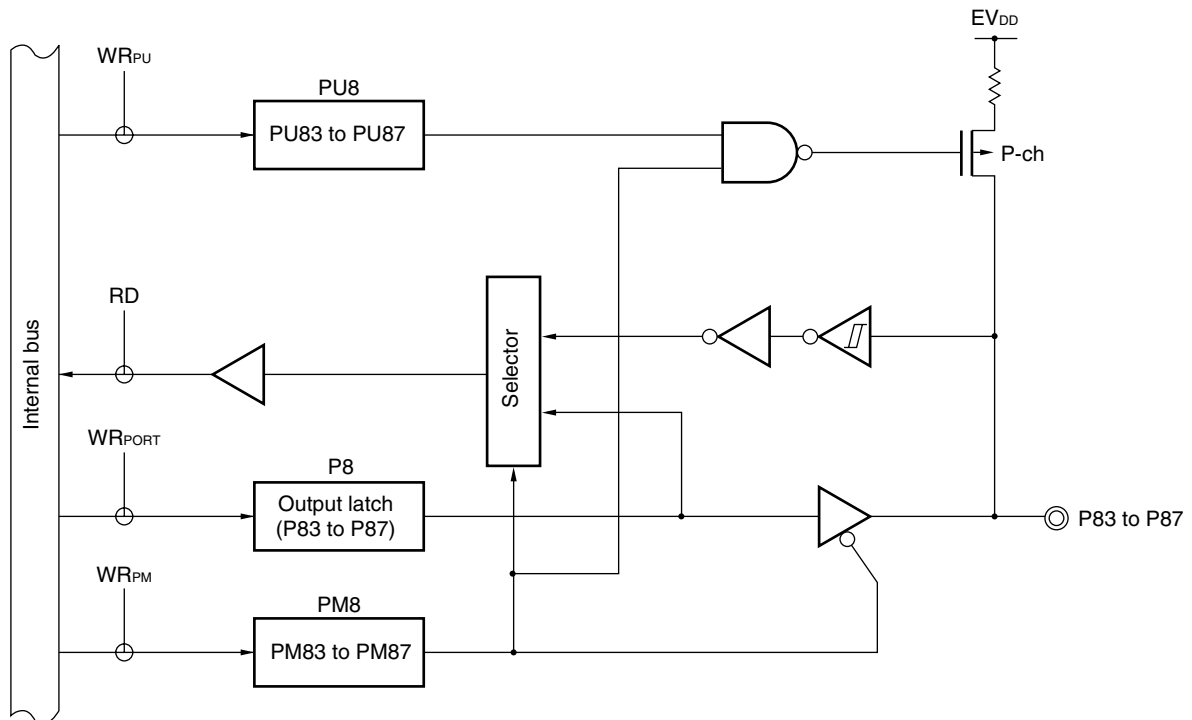 EVDD
WRPU
PU8
PU83 to PU87
P-ch
RD
Internal bus
Selector
WRPORT
P8
Output latch
(P83 to P87)
P83 to P87
WRPM
PM8
PM83 to PM87